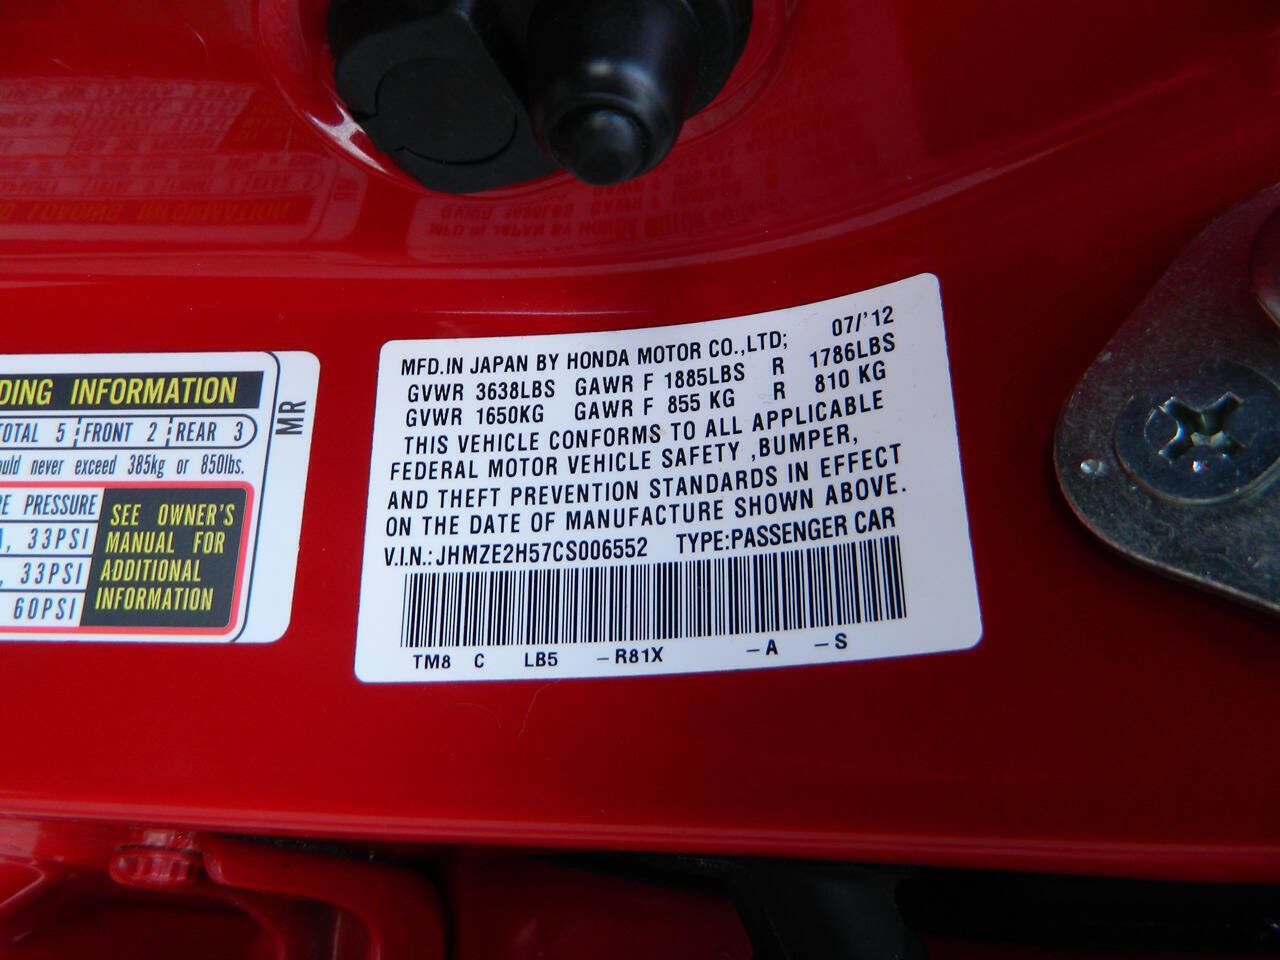 DING INFORMATION
TOTAL 5 FRONT 2 REAR 3
ould never exceed 385kg or 850lbs.
E PRESSURE
, 33PSI
, 33PSI
60PSI
SEE OWNER'S
MANUAL FOR
ADDITIONAL
INFORMATION
MR
MFD.IN JAPAN BY HONDA MOTOR CO.,LTD; 07/'12
GVWR 3638LBS GAWR F 1885LBS R 1786LBS
GVWR 1650KG GAWR F 855 KG R 810 KG
THIS VEHICLE CONFORMS TO ALL APPLICABLE
FEDERAL MOTOR VEHICLE SAFETY ,BUMPER,
AND THEFT PREVENTION STANDARDS IN EFFECT
ON THE DATE OF MANUFACTURE SHOWN ABOVE.
V.I.N.:JHMZE2H57CS006552 TYPE:PASSENGER CAR
TM8 C LB5 -R81X -A -S